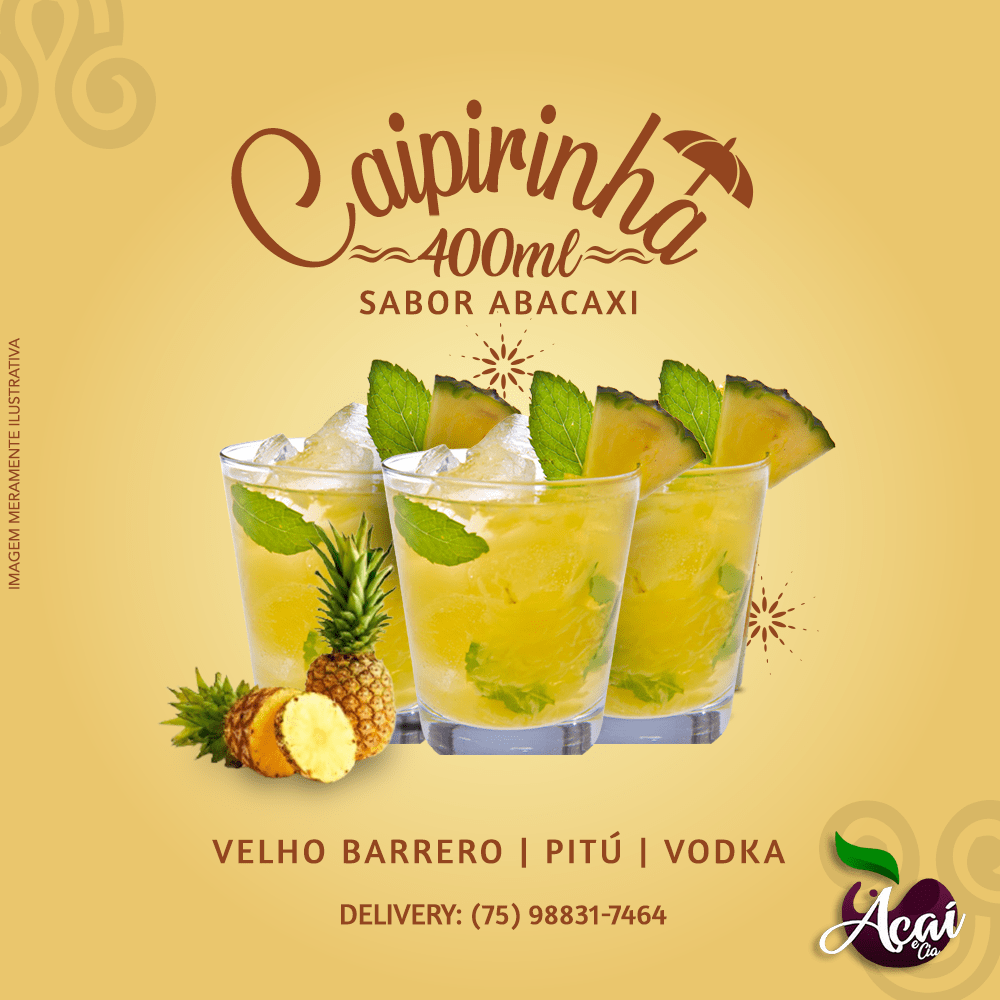 Caipirinha
400ml
SABOR ABACAXI
IMAGEM MERAMENTE ILUSTRATIVA
VELHO BARRERO | PITÚ | VODKA
DELIVERY: (75) 98831-7464
Açaí
e Cia